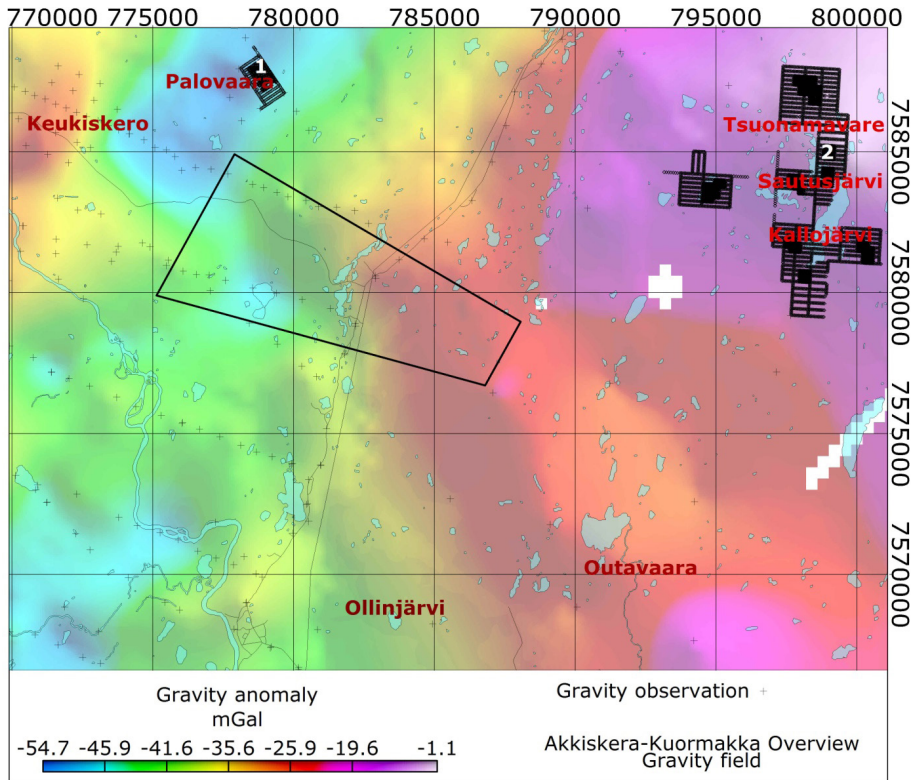 770000 775000 780000 785000 790000 795000 800000
1
Palovaara
Keukiskero
Tsuonamavare
2
Sautusjärvi
Kallojärvi
7585000
7580000
7575000
7570000
Outavaara
Ollinjärvi
Gravity anomaly
mGal
-54.7 -45.9 -41.6 -35.6 -25.9 -19.6 -1.1
Gravity observation +
Akkiskera-Kuormakka Overview
Gravity field